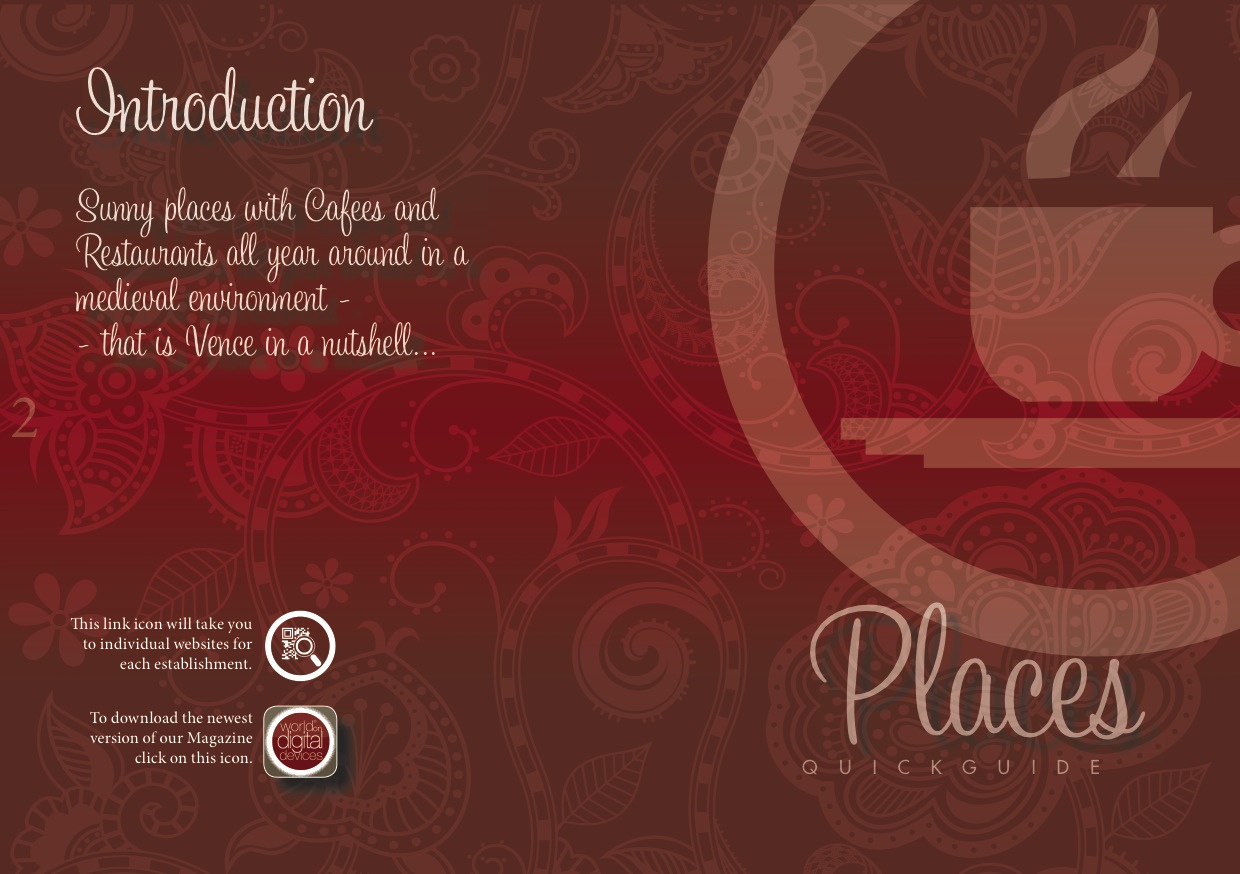 Introduction
Sunny places with Cafees and
Restaurants all year around in a
medieval environment -
- that is Vence in a nutshell...
2
This link icon will take you
to individual websites for
each establishment.
To download the newest
version of our Magazine
click on this icon.
world on
digital
devices
Places
QUICKGUIDE